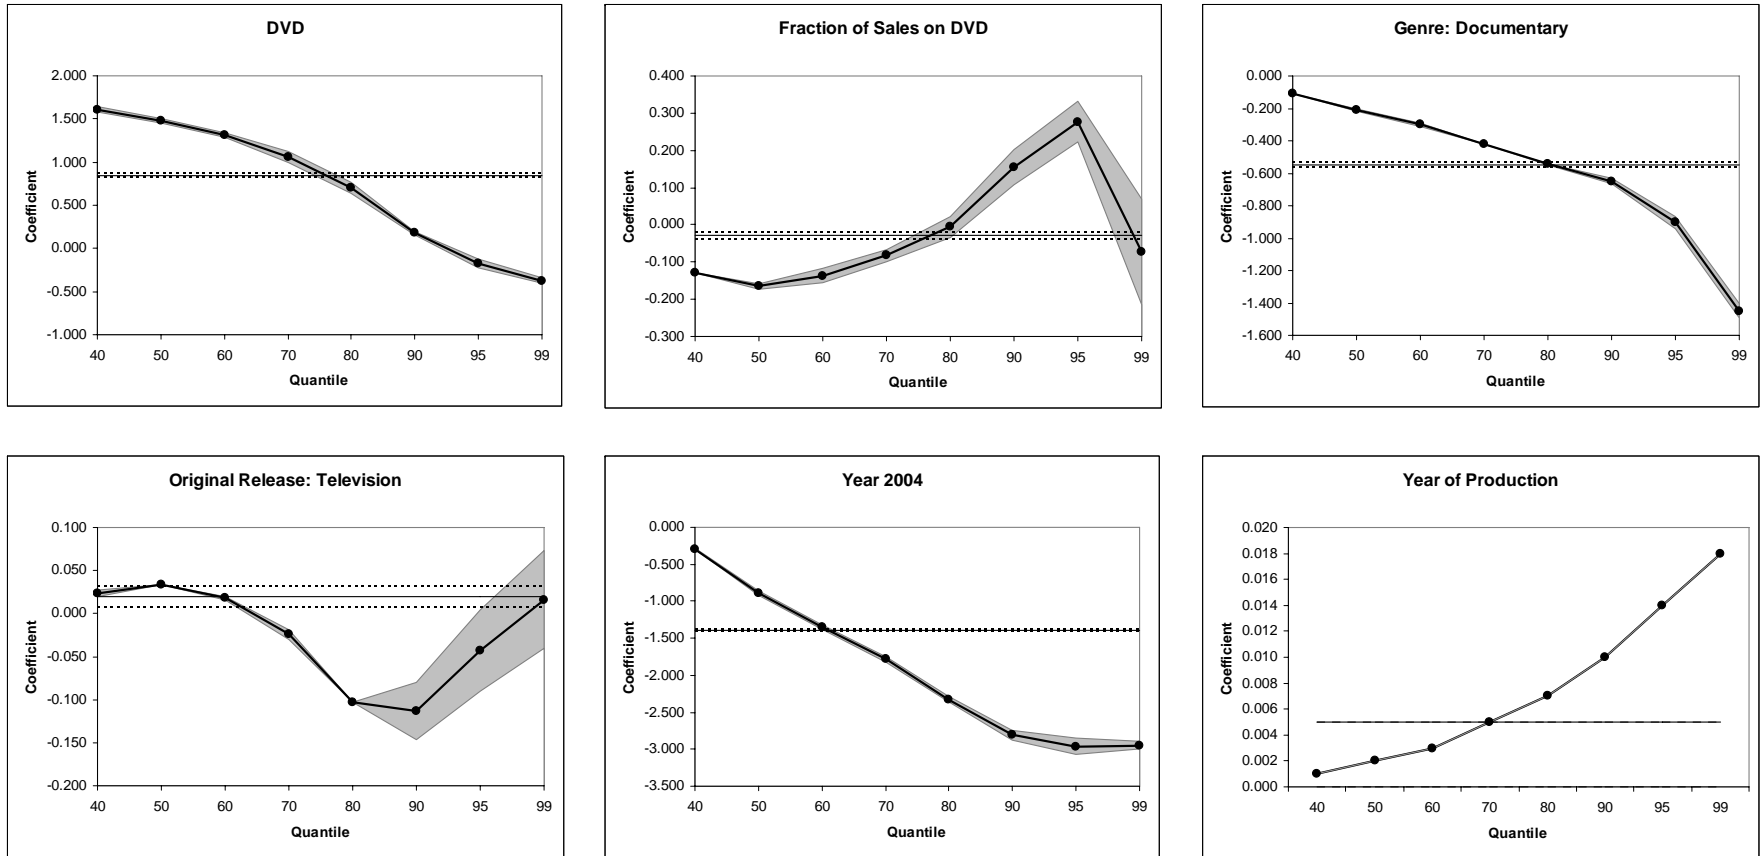 DVD
2.000
1.500
1.000
0.500
0.000
-0.500
-1.000
Coefficient
40 50 60 70 80 90 95 99
Quantile
Fraction of Sales on DVD
0.400
0.300
0.200
0.100
0.000
-0.100
-0.200
-0.300
Coefficient
40 50 60 70 80 90 95 99
Quantile
Genre: Documentary
0.000
-0.200
-0.400
-0.600
-0.800
-1.000
-1.200
-1.400
-1.600
Coefficient
40 50 60 70 80 90 95 99
Quantile
Original Release: Television
0.100
0.050
0.000
-0.050
-0.100
-0.150
-0.200
Coefficient
40 50 60 70 80 90 95 99
Quantile
Year 2004
0.000
-0.500
-1.000
-1.500
-2.000
-2.500
-3.000
-3.500
Coefficient
40 50 60 70 80 90 95 99
Quantile
Year of Production
0.020
0.018
0.016
0.014
0.012
0.010
0.008
0.006
0.004
0.002
0.000
Coefficient
40 50 60 70 80 90 95 99
Quantile